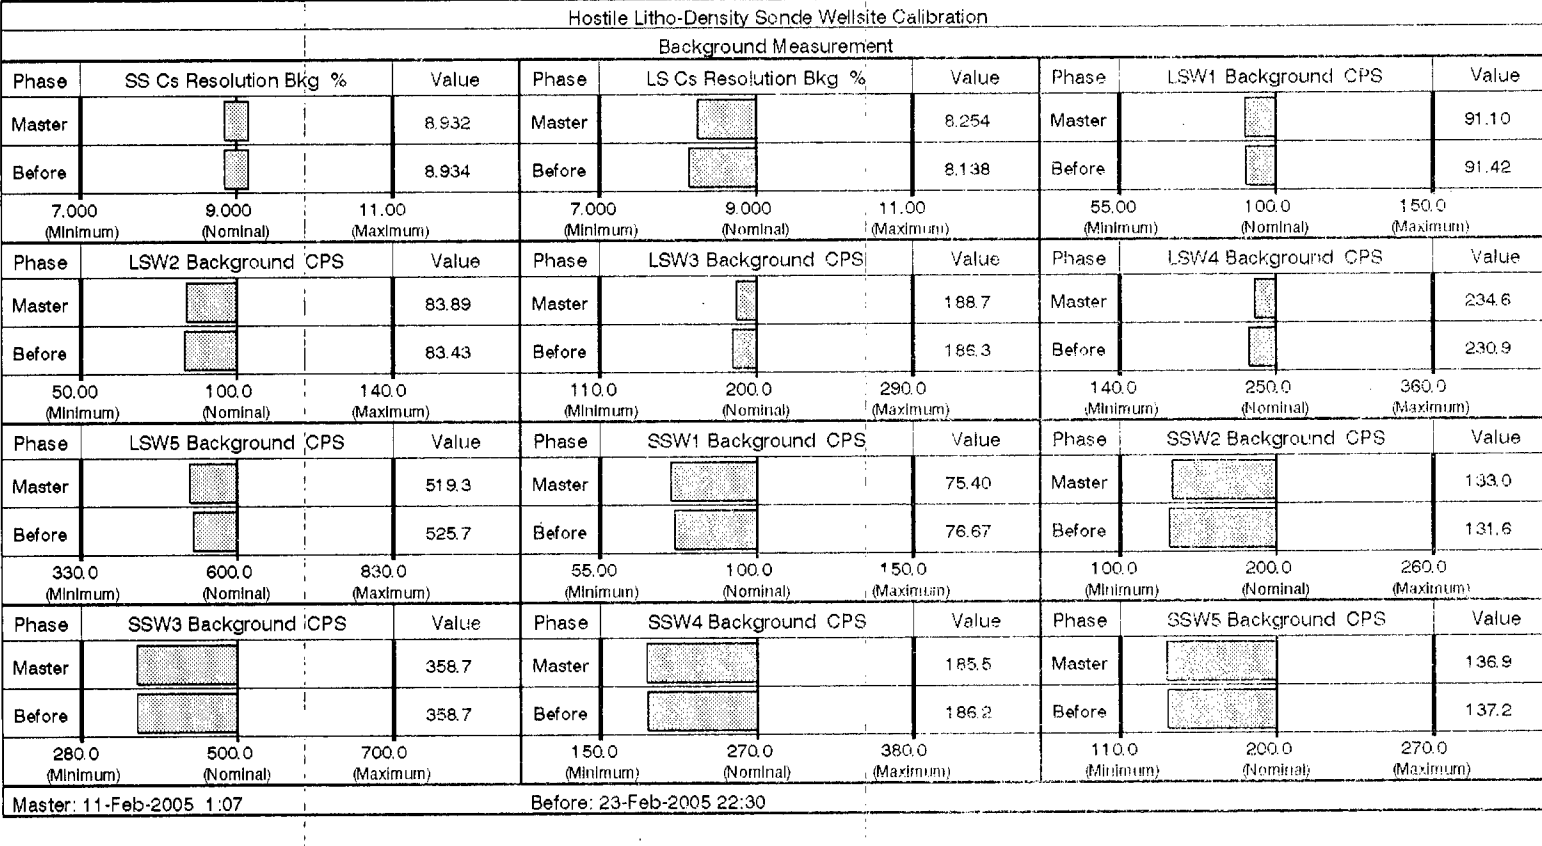 Hostile Litho-Density Sonde Wellsite Calibration
Background Measurement
Phase SS Cs Resolution Bkg % Value Phase LS Cs Resolution Bkg % Value Phase LSW1 Background CPS Value
Master 8.932 Master 8.254 Master 91.10
Before 8.934 Before 8.138 Before 91.42
7.000 9.000 11.00 7.000 9.000 11.00 55.00 100.0 150.0
(Minimum) (Nominal) (Maximum) (Minimum) (Nominal) (Maximum) (Minimum) (Nominal) (Maximum)
Phase LSW2 Background CPS Value Phase LSW3 Background CPS Value Phase LSW4 Background CPS Value
Master 83.89 Master 188.7 Master 234.6
Before 83.43 Before 186.3 Before 230.9
50.00 100.0 140.0 110.0 200.0 290.0 140.0 250.0 360.0
(Minimum) (Nominal) (Maximum) (Minimum) (Nominal) (Maximum) (Minimum) (Nominal) (Maximum)
Phase LSW5 Background CPS Value Phase SSW1 Background CPS Value Phase SSW2 Background CPS Value
Master 519.3 Master 75.40 Master 133.0
Before 525.7 Before 76.67 Before 131.6
330.0 600.0 830.0 55.00 100.0 150.0 100.0 200.0 260.0
(Minimum) (Nominal) (Maximum) (Minimum) (Nominal) (Maximum) (Minimum) (Nominal) (Maximum)
Phase SSW3 Background CPS Value Phase SSW4 Background CPS Value Phase SSW5 Background CPS Value
Master 358.7 Master 185.5 Master 136.9
Before 358.7 Before 186.2 Before 137.2
280.0 500.0 700.0 150.0 270.0 380.0 110.0 200.0 270.0
(Minimum) (Nominal) (Maximum) (Minimum) (Nominal) (Maximum) (Minimum) (Nominal) (Maximum)
Master: 11-Feb-2005 1:07 Before: 23-Feb-2005 22:30